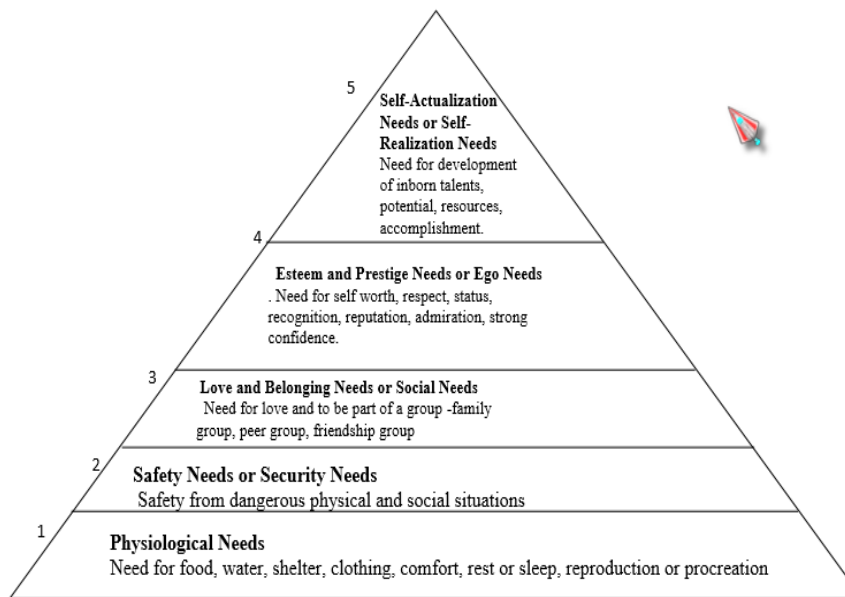 5
Self-Actualization
Needs or Self-
Realization Needs
Need for development
of inborn talents,
potential, resources,
accomplishment.
4
Esteem and Prestige Needs or Ego Needs
. Need for self worth, respect, status,
recognition, reputation, admiration, strong
confidence.
3
Love and Belonging Needs or Social Needs
Need for love and to be part of a group -family
group, peer group, friendship group
2
Safety Needs or Security Needs
Safety from dangerous physical and social situations
1
Physiological Needs
Need for food, water, shelter, clothing, comfort, rest or sleep, reproduction or procreation